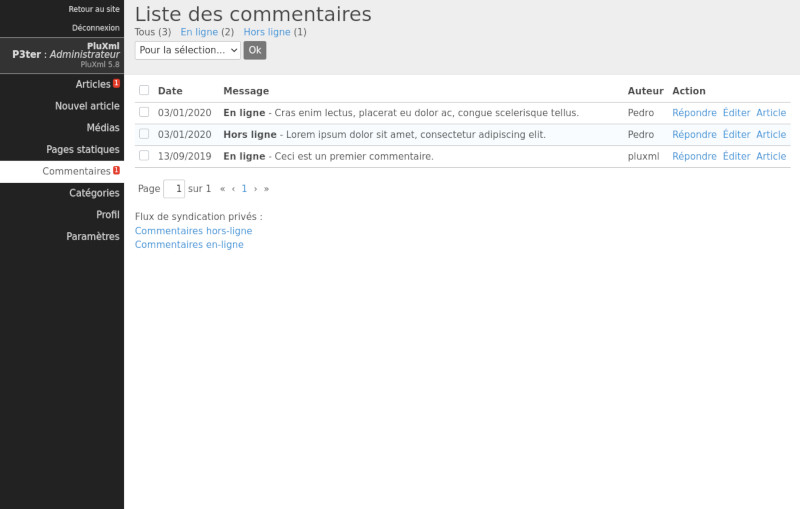 Retour au site
Déconnexion
PluXml
P3ter : Administrateur
PluXml 5.8
Articles 1
Nouvel article
Médias
Pages statiques
Commentaires 1
Catégories
Profil
Paramètres
Liste des commentaires
Tous (3) En ligne (2) Hors ligne (1)
Pour la sélection... Ok
Date Message Auteur Action
03/01/2020 En ligne - Cras enim lectus, placerat eu dolor ac, congue scelerisque tellus. Pedro Répondre Éditer Article
03/01/2020 Hors ligne - Lorem ipsum dolor sit amet, consectetur adipiscing elit. Pedro Répondre Éditer Article
13/09/2019 En ligne - Ceci est un premier commentaire. pluxml Répondre Éditer Article
Page 1 sur 1 « ‹ 1 › »
Flux de syndication privés :
Commentaires hors-ligne
Commentaires en-ligne